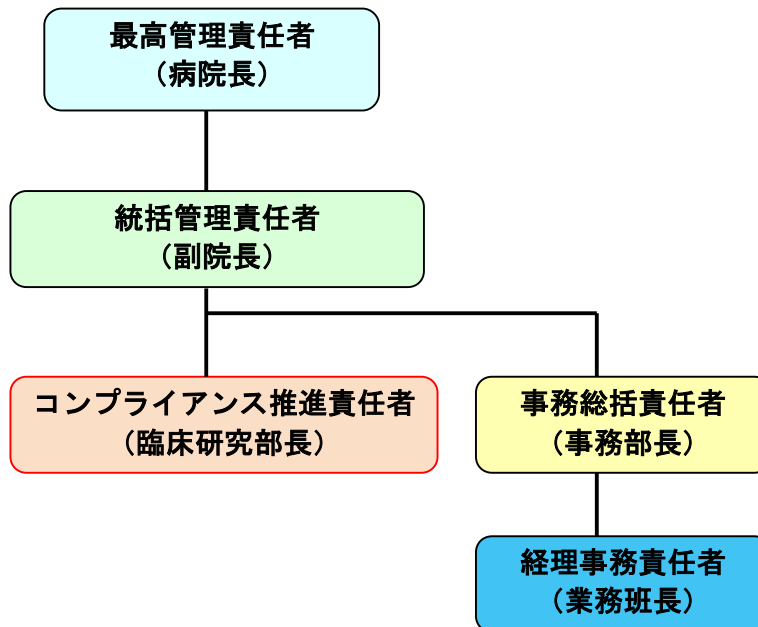 最高管理責任者
（病院長）
統括管理責任者
（副院長）
コンプライアンス推進責任者
（臨床研究部長）
事務総括責任者
（事務部長）
経理事務責任者
（業務班長）